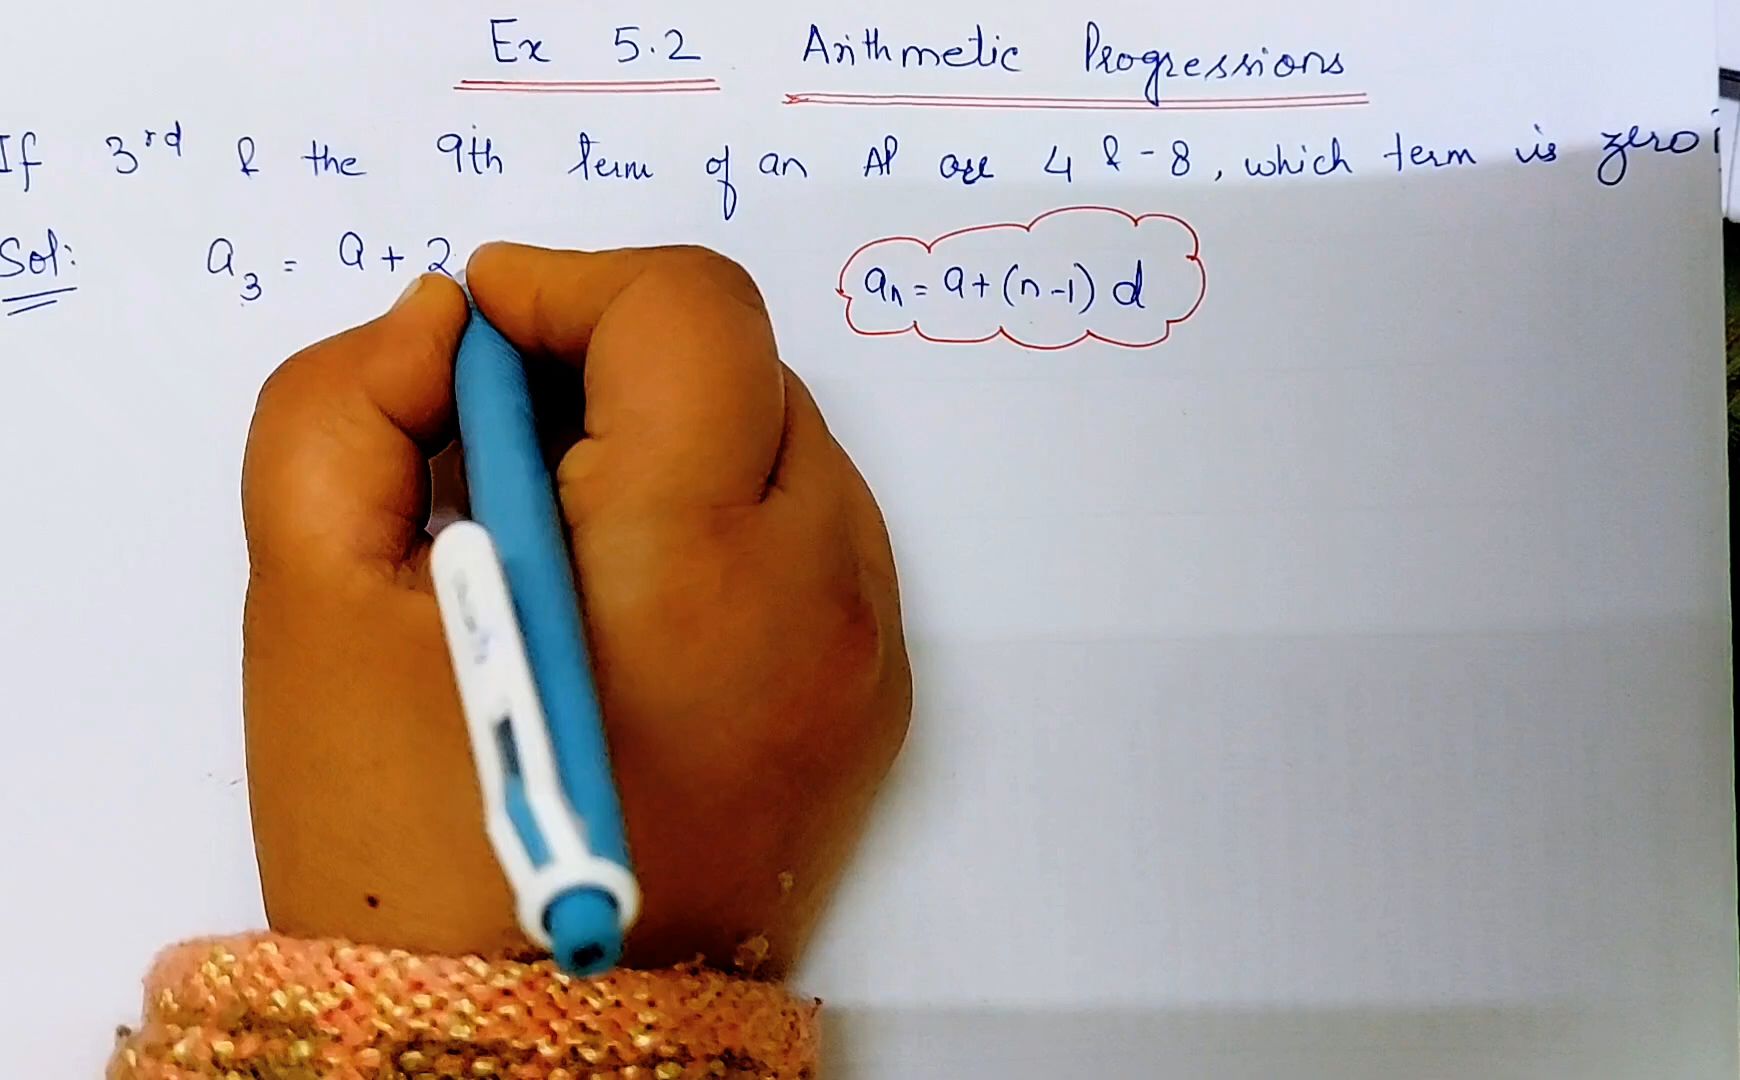 Ex 5.2 Arithmetic Progressions
If 3rd & the 9th term of an AP are 4 & -8, which term is zero?
Sol: a3 = a + 2
an = a + (n-1) d